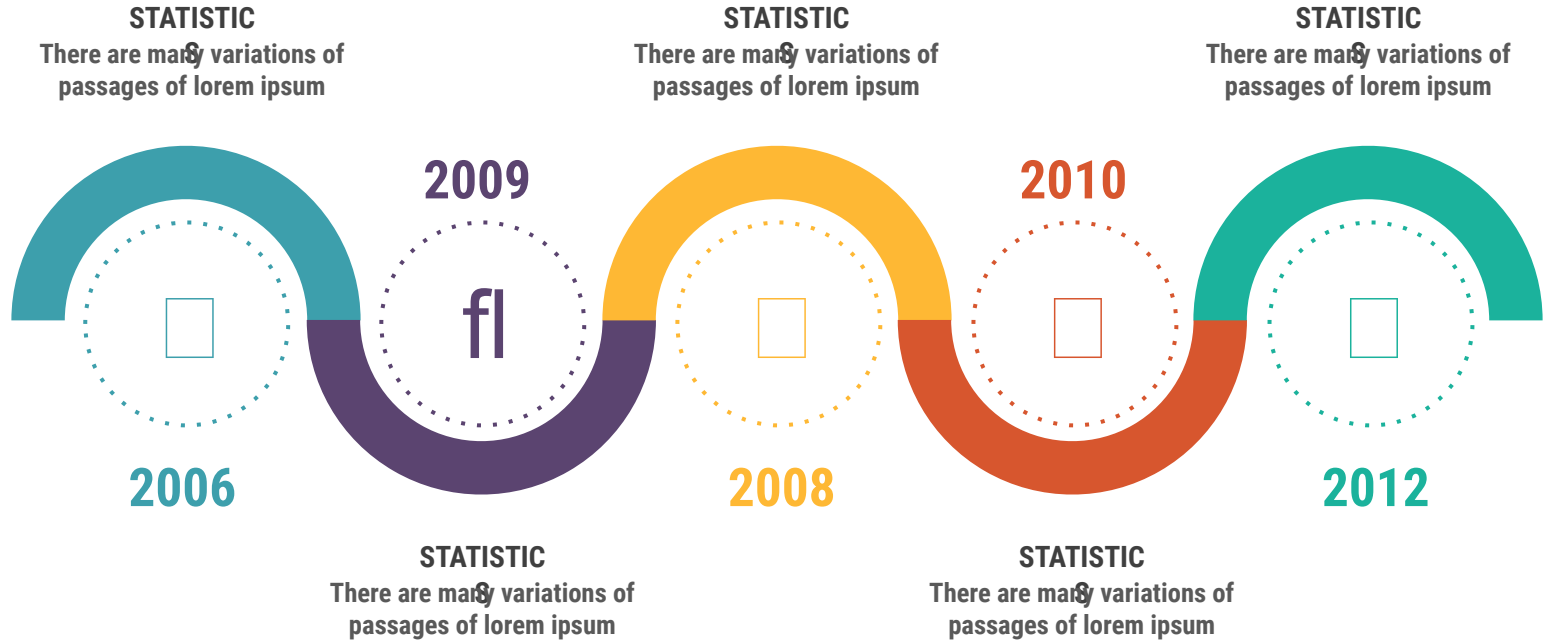 STATISTIC
S
There are many variations of
passages of lorem ipsum
STATISTIC
S
There are many variations of
passages of lorem ipsum
STATISTIC
S
There are many variations of
passages of lorem ipsum
2009
2010
fl
2006
2008
2012
STATISTIC
S
There are many variations of
passages of lorem ipsum
STATISTIC
S
There are many variations of
passages of lorem ipsum